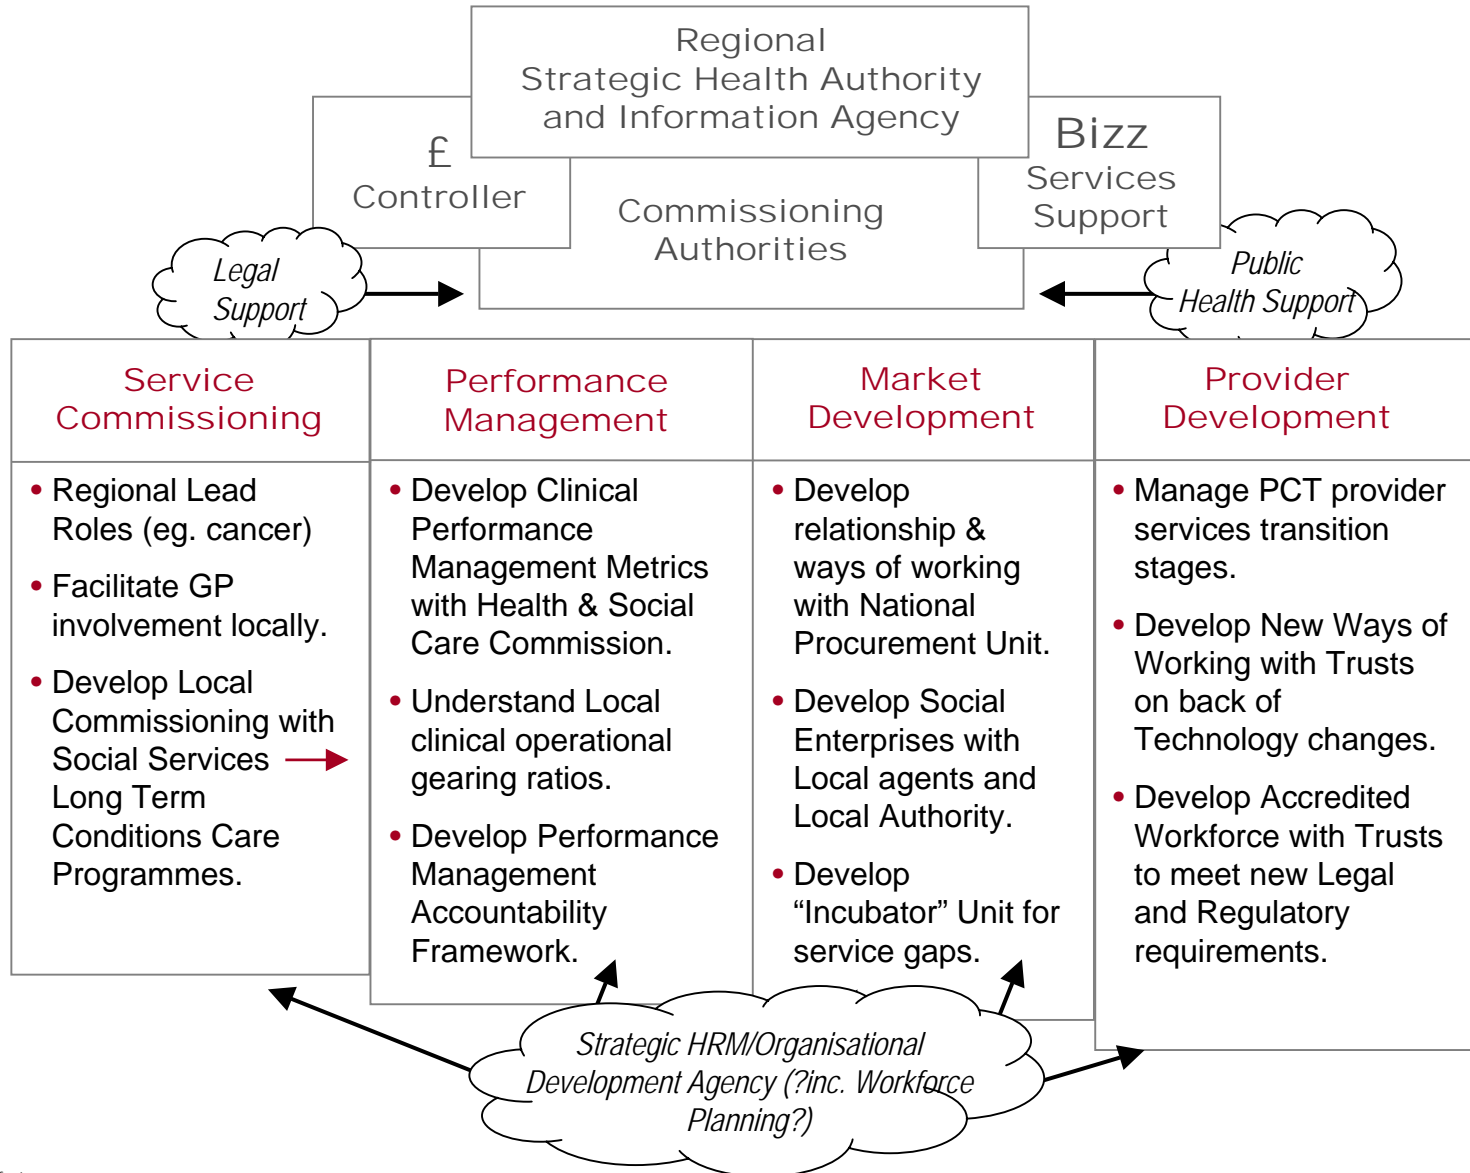 Regional
Strategic Health Authority
and Information Agency
£
Controller
Bizz
Services
Support
Commissioning
Authorities
Legal
Support
Public
Health Support
Service
Commissioning
• Regional Lead
Roles (eg. cancer)
• Facilitate GP
involvement locally.
• Develop Local
Commissioning with
Social Services
Long Term
Conditions Care
Programmes.
Performance
Management
• Develop Clinical
Performance
Management Metrics
with Health & Social
Care Commission.
• Understand Local
clinical operational
gearing ratios.
• Develop Performance
Management
Accountability
Framework.
Market
Development
• Develop
relationship &
ways of working
with National
Procurement Unit.
• Develop Social
Enterprises with
Local agents and
Local Authority.
• Develop
“Incubator” Unit for
service gaps.
Provider
Development
• Manage PCT provider
services transition
stages.
• Develop New Ways of
Working with Trusts
on back of
Technology changes.
• Develop Accredited
Workforce with Trusts
to meet new Legal
and Regulatory
requirements.
Strategic HRM/Organisational
Development Agency (?inc. Workforce
Planning?)